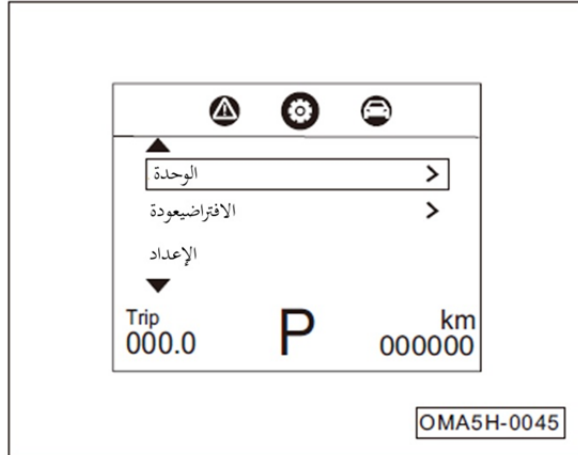 الوحدة
الافتراضيعودة
الإعداد
Trip
km
000.0
P
000000
OMA5H-0045